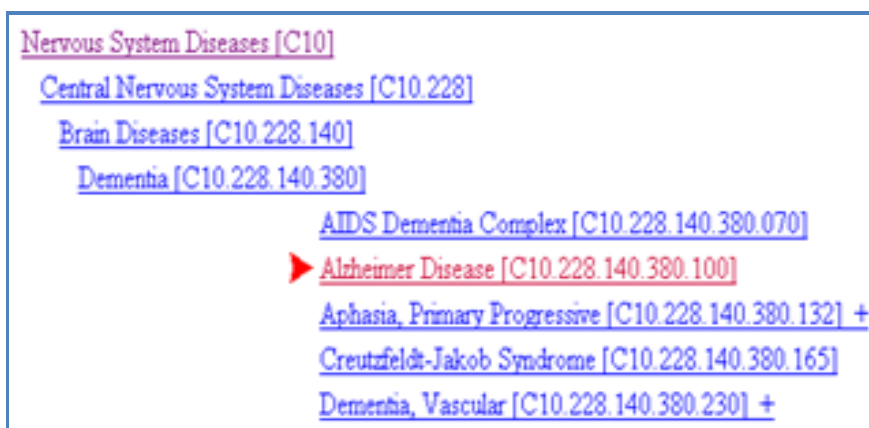 Nervous System Diseases [C10]
Central Nervous System Diseases [C10.228]
Brain Diseases [C10.228.140]
Dementia [C10.228.140.380]
AIDS Dementia Complex [C10.228.140.380.070]
Alzheimer Disease [C10.228.140.380.100]
Aphasia, Primary Progressive [C10.228.140.380.132] +
Creutzfeldt-Jakob Syndrome [C10.228.140.380.165]
Dementia, Vascular [C10.228.140.380.230] +